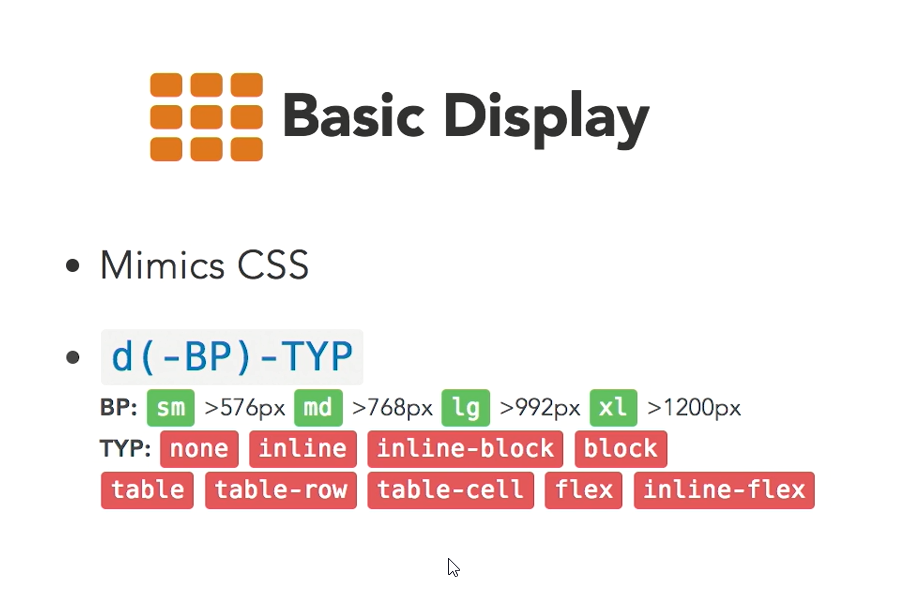 Basic Display
• Mimics CSS
• d(-BP)-TYP
BP: sm >576px md >768px lg >992px xl >1200px
TYP: none inline inline-block block
table table-row table-cell flex inline-flex